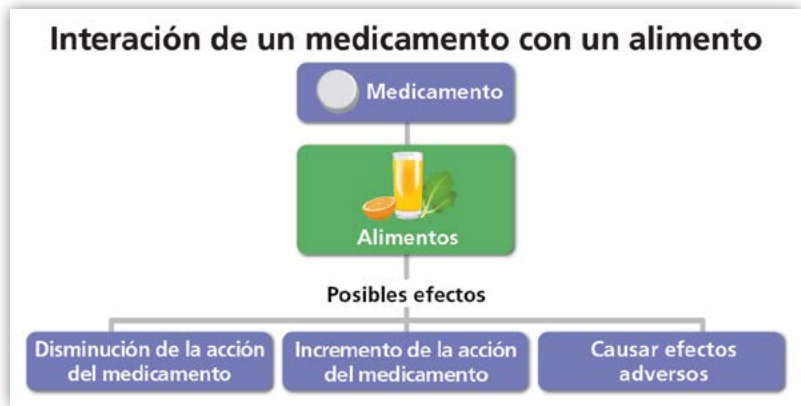 Interación de un medicamento con un alimento
Medicamento
Alimentos
Posibles efectos
Disminución de la acción
del medicamento
Incremento de la acción
del medicamento
Causar efectos
adversos